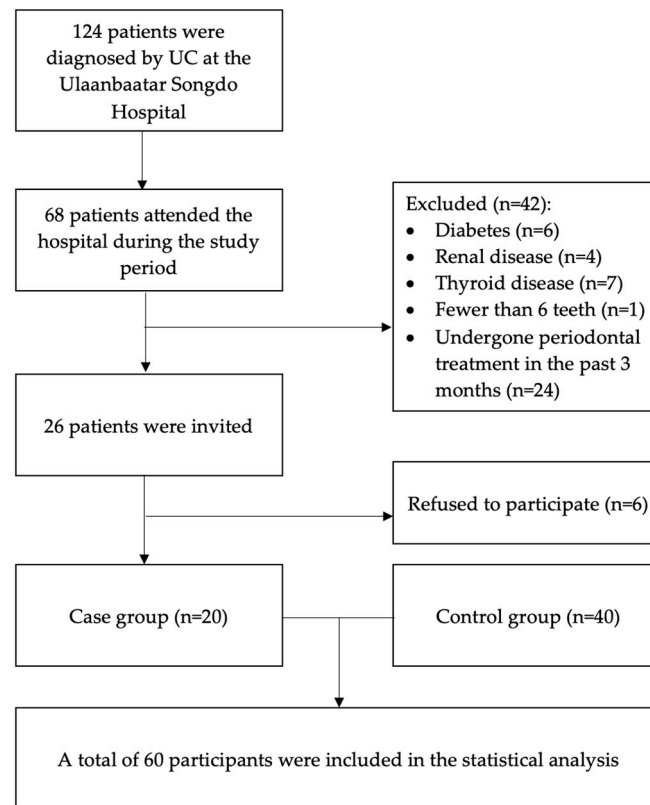 124 patients were
diagnosed by UC at the
Ulaanbaatar Songdo
Hospital
68 patients attended the
hospital during the study
period
Excluded (n=42):
• Diabetes (n=6)
• Renal disease (n=4)
• Thyroid disease (n=7)
• Fewer than 6 teeth (n=1)
• Undergone periodontal
treatment in the past 3
months (n=24)
26 patients were invited
Refused to participate (n=6)
Case group (n=20)
Control group (n=40)
A total of 60 participants were included in the statistical analysis